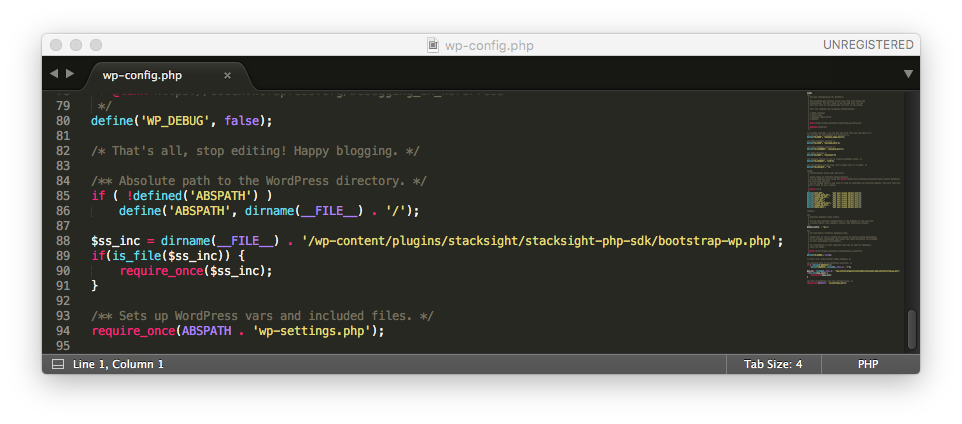 wp-config.php
UNREGISTERED
wp-config.php ×
79 */
80 define('WP_DEBUG', false);
81
82 /* That's all, stop editing! Happy blogging. */
83
84 /** Absolute path to the WordPress directory. */
85 if ( !defined('ABSPATH') )
86     define('ABSPATH', dirname(__FILE__) . '/');
87
88 $ss_inc = dirname(__FILE__) . '/wp-content/plugins/stacksight/stacksight-php-sdk/bootstrap-wp.php';
89 if(is_file($ss_inc)) {
90     require_once($ss_inc);
91 }
92
93 /** Sets up WordPress vars and included files. */
94 require_once(ABSPATH . 'wp-settings.php');
95
Line 1, Column 1
Tab Size: 4
PHP